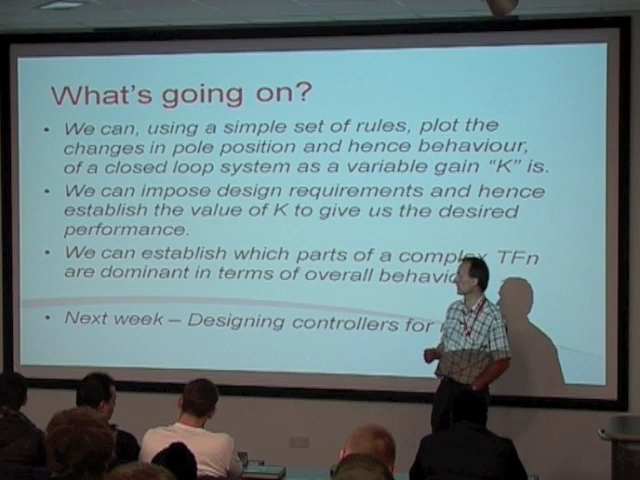 What's going on?
• We can, using a simple set of rules, plot the
changes in pole position and hence behaviour,
of a closed loop system as a variable gain "K" is.
• We can impose design requirements and hence
establish the value of K to give us the desired
performance.
• We can establish which parts of a complex TFn
are dominant in terms of overall
• Next week – Designing controllers for